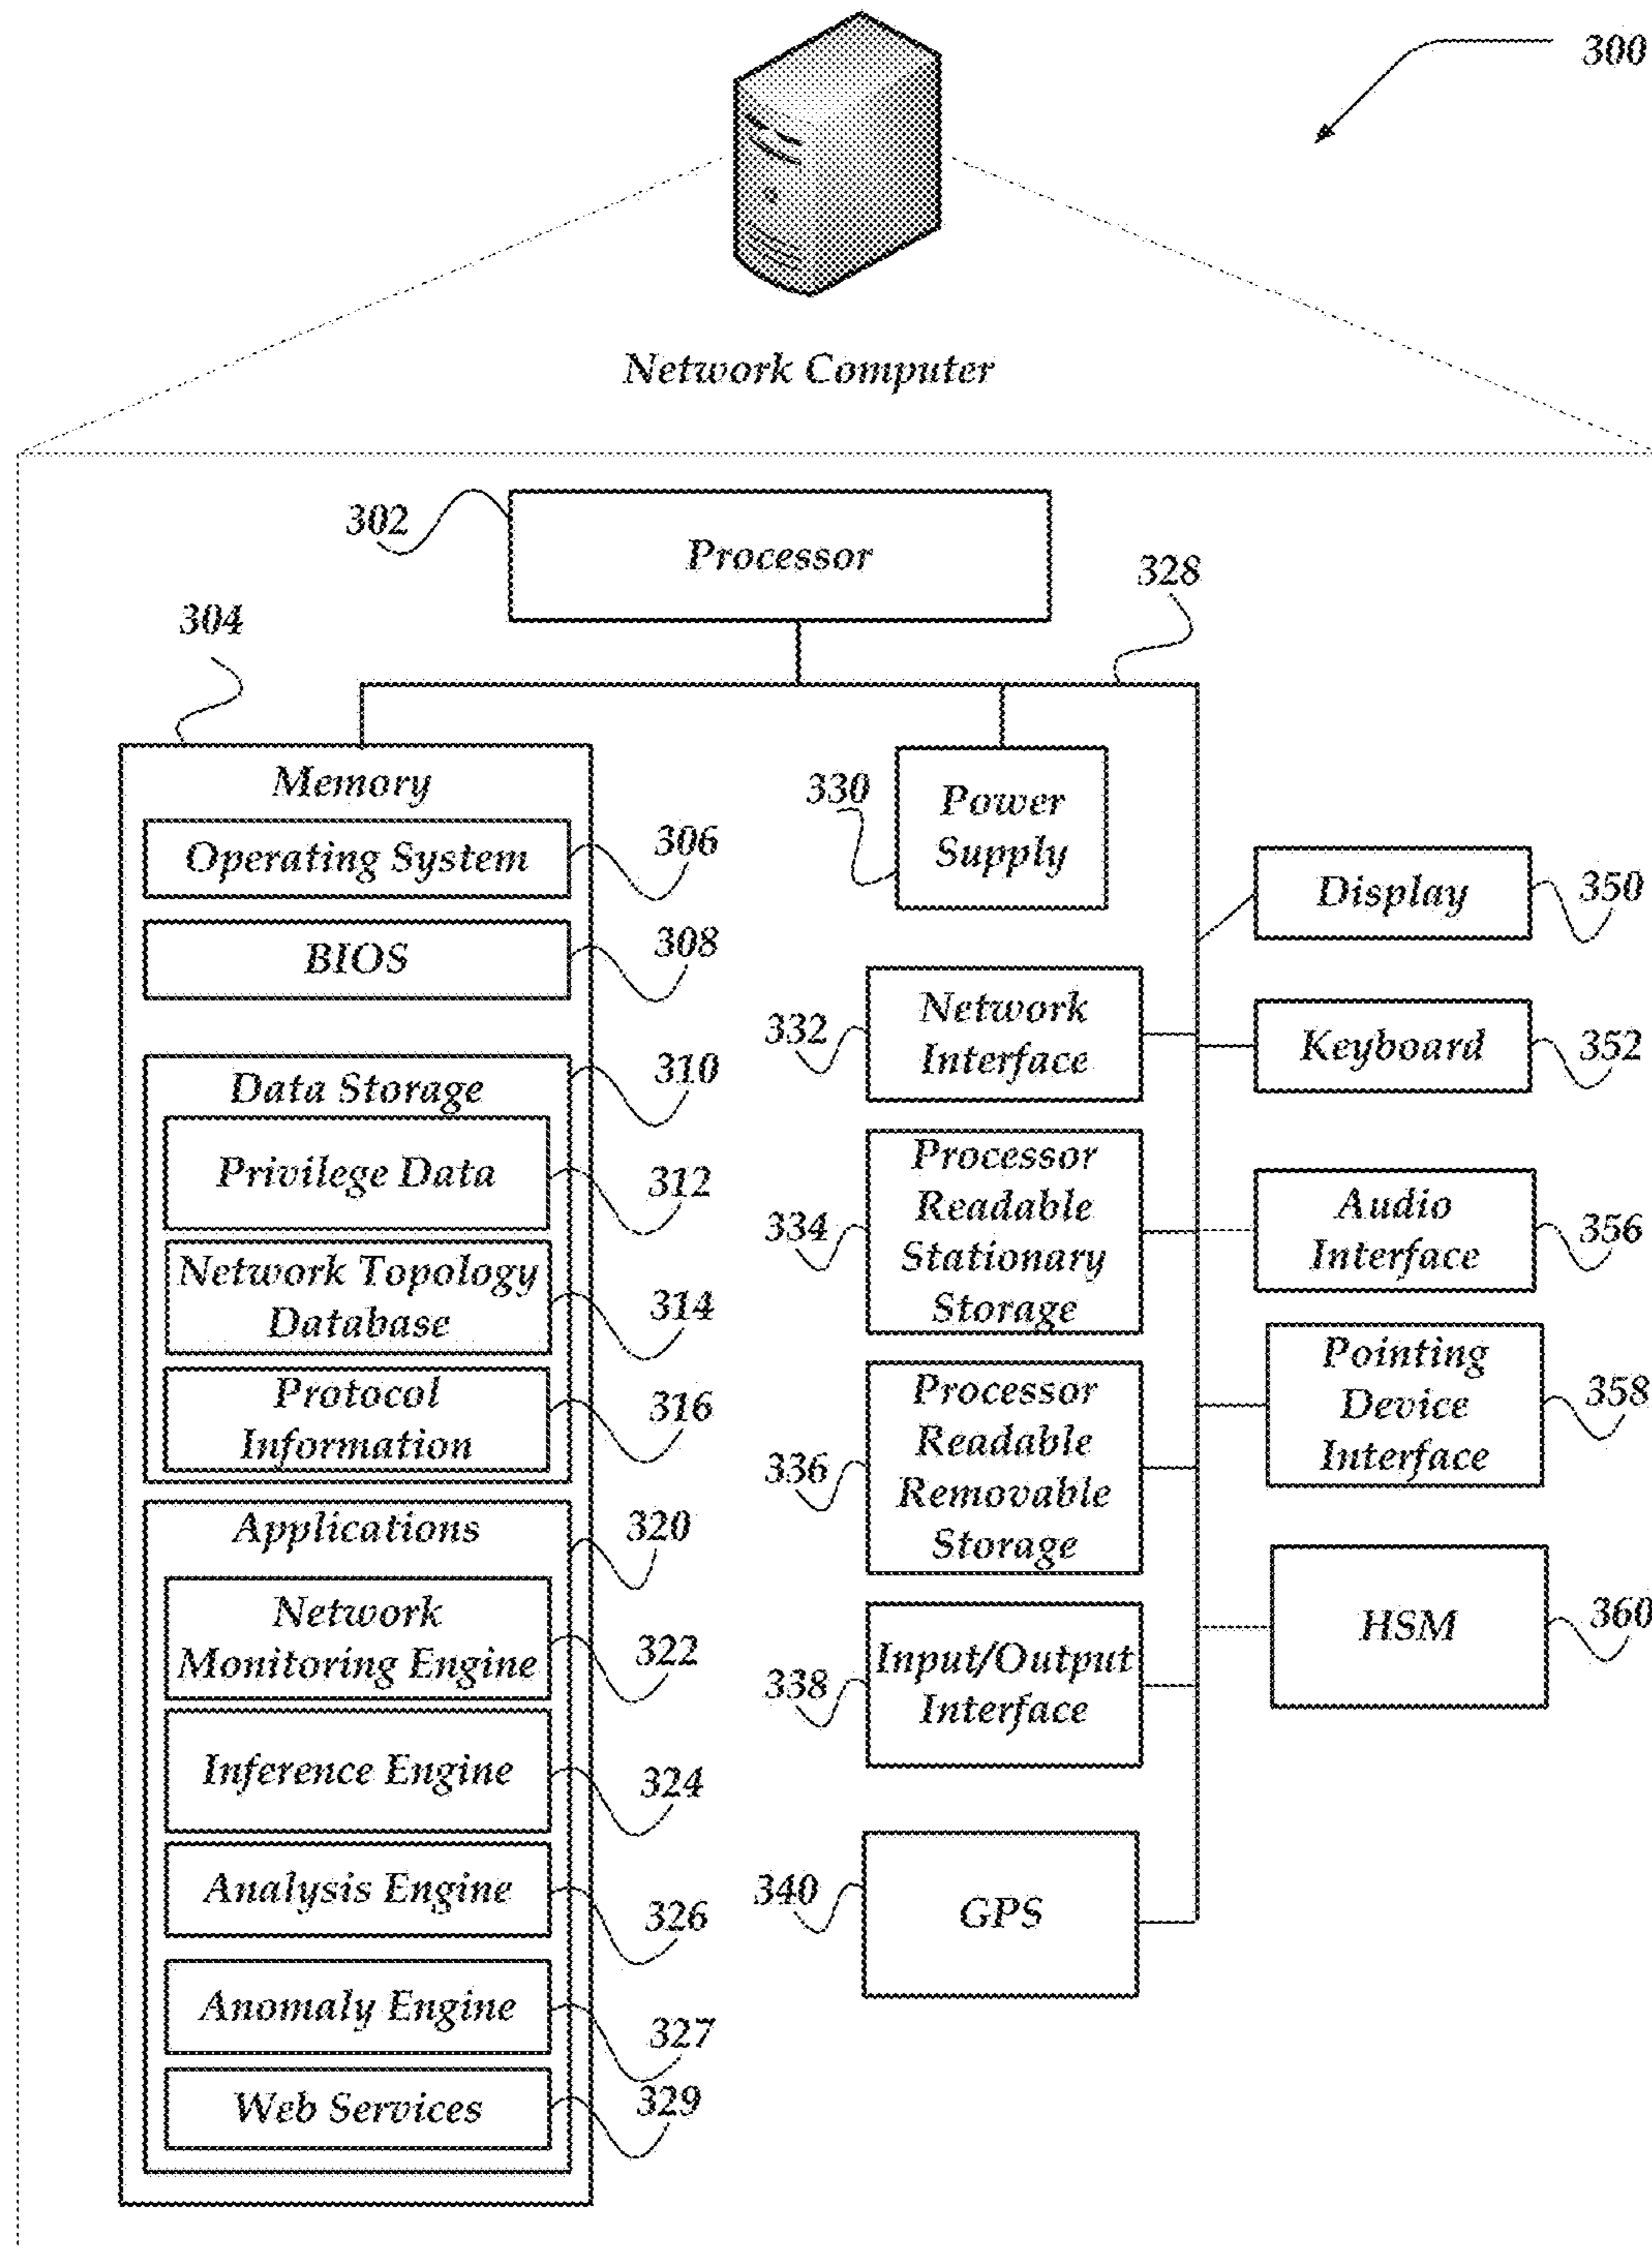 300
Network Computer
302
Processor
328
304
Memory
Operating System
306
BIOS
308
Data Storage
310
Privilege Data
312
Network Topology
Database
314
Protocol
Information
316
Applications
320
Network
Monitoring Engine
322
Inference Engine
324
Analysis Engine
326
Anomaly Engine
327
Web Services
329
330
Power
Supply
332
Network
Interface
334
Processor
Readable
Stationary
Storage
336
Processor
Readable
Removable
Storage
338
Input/Output
Interface
340
GPS
Display
350
Keyboard
352
Audio
Interface
356
Pointing
Device
Interface
358
HSM
360